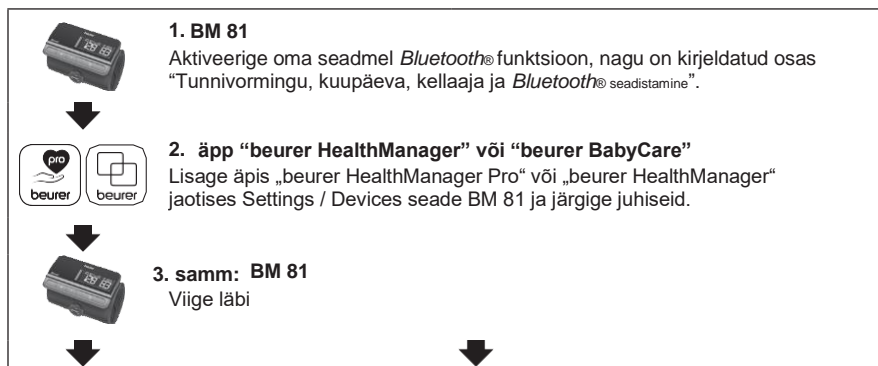 1. BM 81
Aktiveerige oma seadmel Bluetooth® funktsioon, nagu on kirjeldatud osas
“Tunnivormingu, kuupäeva, kellaaja ja Bluetooth® seadistamine”.
2. äpp “beurer HealthManager” või “beurer BabyCare”
pro
beurer
beurer
Lisage äpis „beurer HealthManager Pro” või „beurer HealthManager“
jaotises Settings / Devices seade BM 81 ja järgige juhiseid.
3. samm: BM 81
Viige läbi